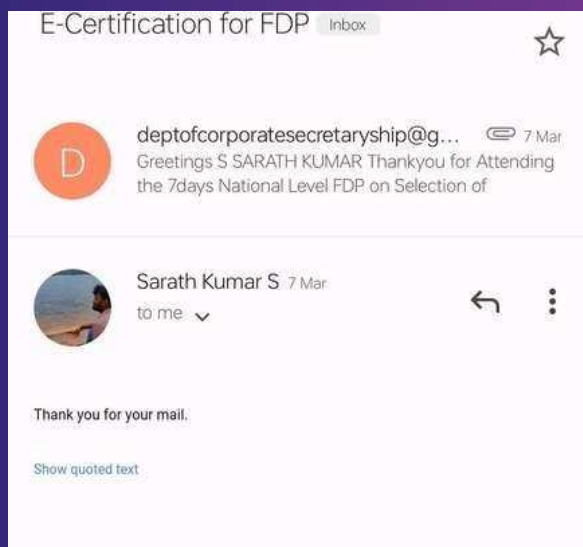 E-Certification for FDP Inbox
D
deptofcorporatesecretaryship@g... 7 Mar
Greetings S SARATH KUMAR Thankyou for Attending
the 7days National Level FDP on Selection of
Sarath Kumar S 7 Mar
to me
Thank you for your mail.
Show quoted text